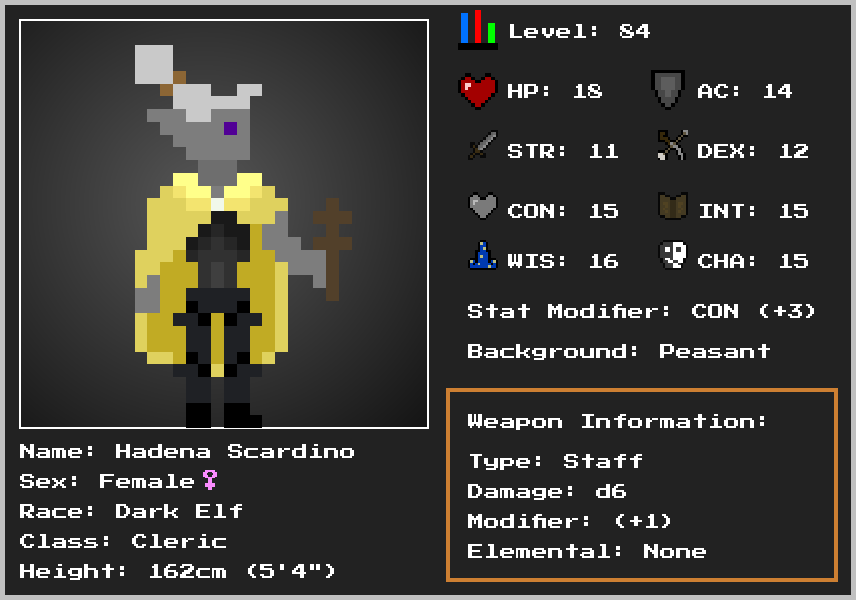 Level: 84
HP: 18 AC: 14
STR: 11 DEX: 12
CON: 15 INT: 15
WIS: 16 CHA: 15
Stat Modifier: CON (+3)
Background: Peasant
Weapon Information:
Type: Staff
Damage: d6
Modifier: (+1)
Elemental: None
Name: Hadena Scardino
Sex: Female♀
Race: Dark Elf
Class: Cleric
Height: 162cm (5'4")